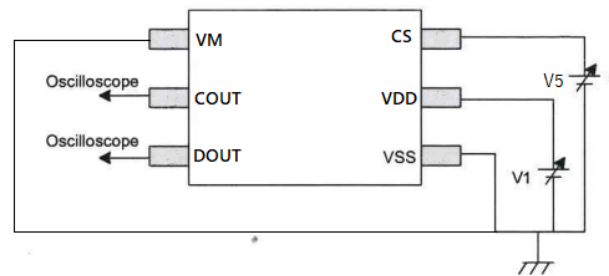 VM
CS
Oscilloscope
COUT
VDD
V5
Oscilloscope
DOUT
VSS
V1